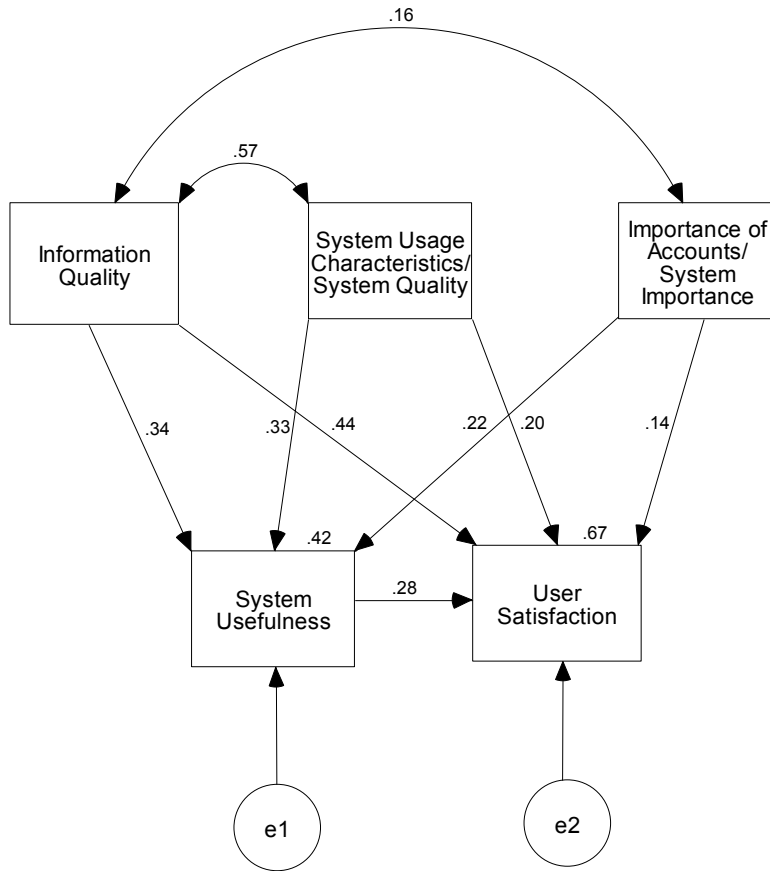 .16
.57
Information
Quality
System Usage
Characteristics/
System Quality
Importance of
Accounts/
System
Importance
.34
.33
.44
.22
.20
.14
.42
.67
System
Usefulness
.28
User
Satisfaction
e1
e2